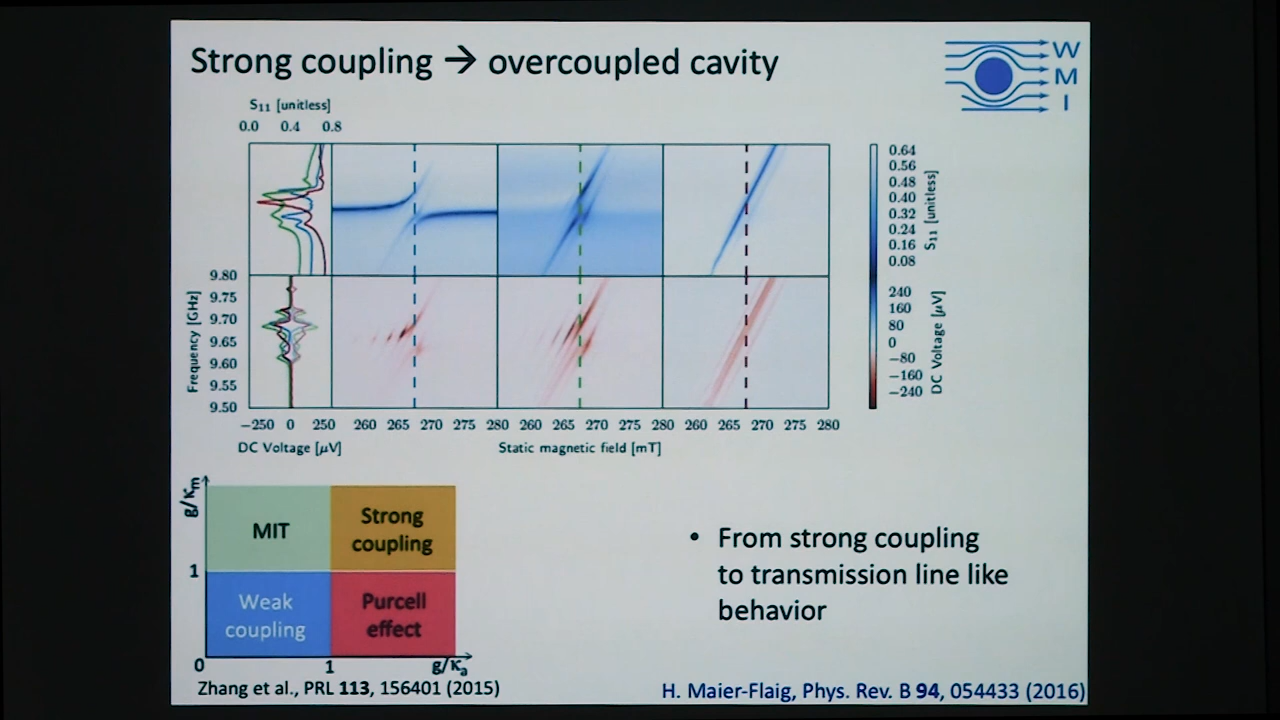 Strong coupling → overcoupled cavity
W
M
I
S11 [unitless]
0.0 0.4 0.8
0.64
0.56
0.48
0.40
0.32
0.24
0.16
0.08
S11 [unitless]
240
160
80
0
−80
−160
−240
DC Voltage [μV]
9.80
9.75
9.70
9.65
9.60
9.55
9.50
Frequency [GHz]
−250 0 250 260 265 270 275 280 260 265 270 275 280 260 265 270 275 280
DC Voltage [μV] Static magnetic field [mT]
g/κm
MIT
Strong
coupling
1
Weak
coupling
Purcell
effect
0 1 g/κa
Zhang et al., PRL 113, 156401 (2015)
• From strong coupling
to transmission line like
behavior
H. Maier-Flaig, Phys. Rev. B 94, 054433 (2016)